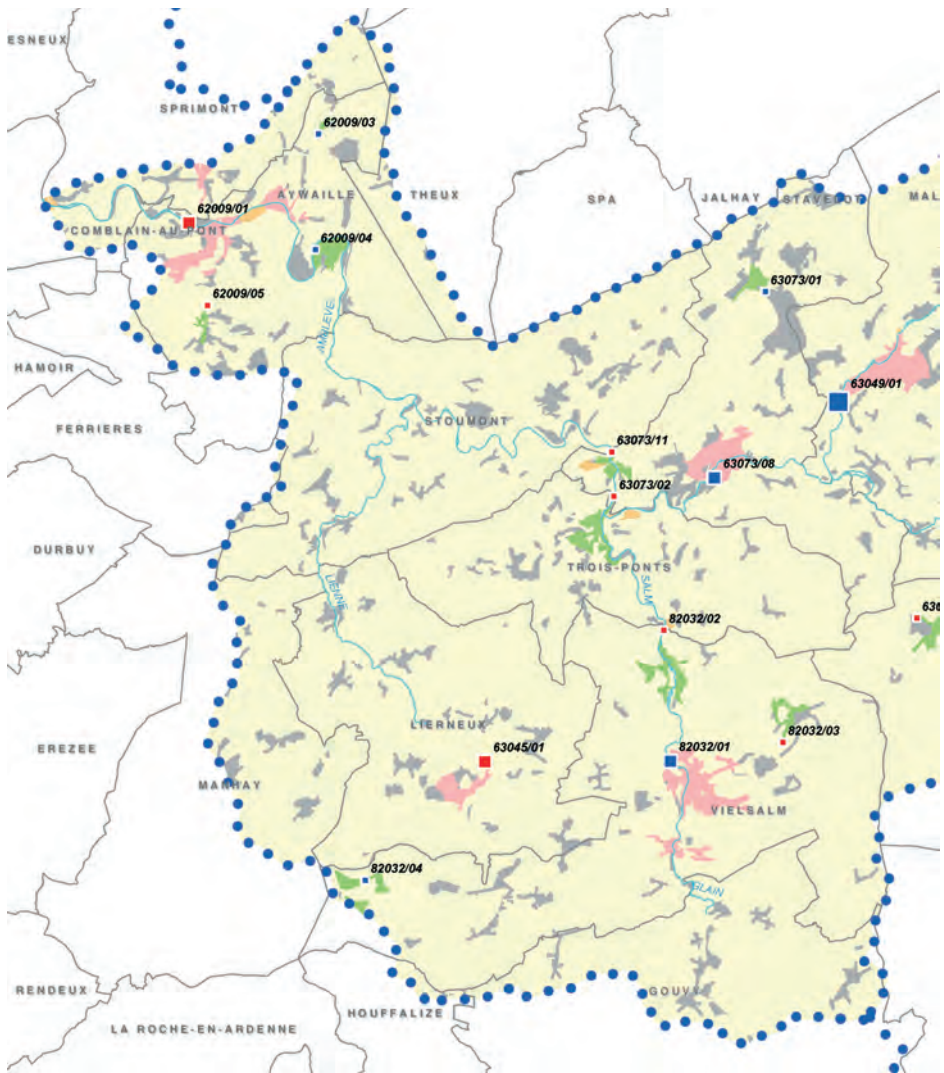 ESNEUX
SPRIMONT
62009/03
THEUX
AYWAILLE
SPA
JALHAY
STAVELOT
MAL
62009/01
COMBLAIN-AU-PONT
62009/04
63073/01
62009/05
AMBLEVE
HAMOIR
63049/01
FERRIERES
STOUMONT
63073/11
63073/08
63073/02
DURBUY
TROIS-PONTS
LIENNE
SALM
630
82032/02
LIERNEUX
82032/03
EREZEE
63045/01
82032/01
MANHAY
VIELSALM
82032/04
GLAIN
RENDEUX
GOUVY
HOUFFALIZE
LA ROCHE-EN-ARDENNE